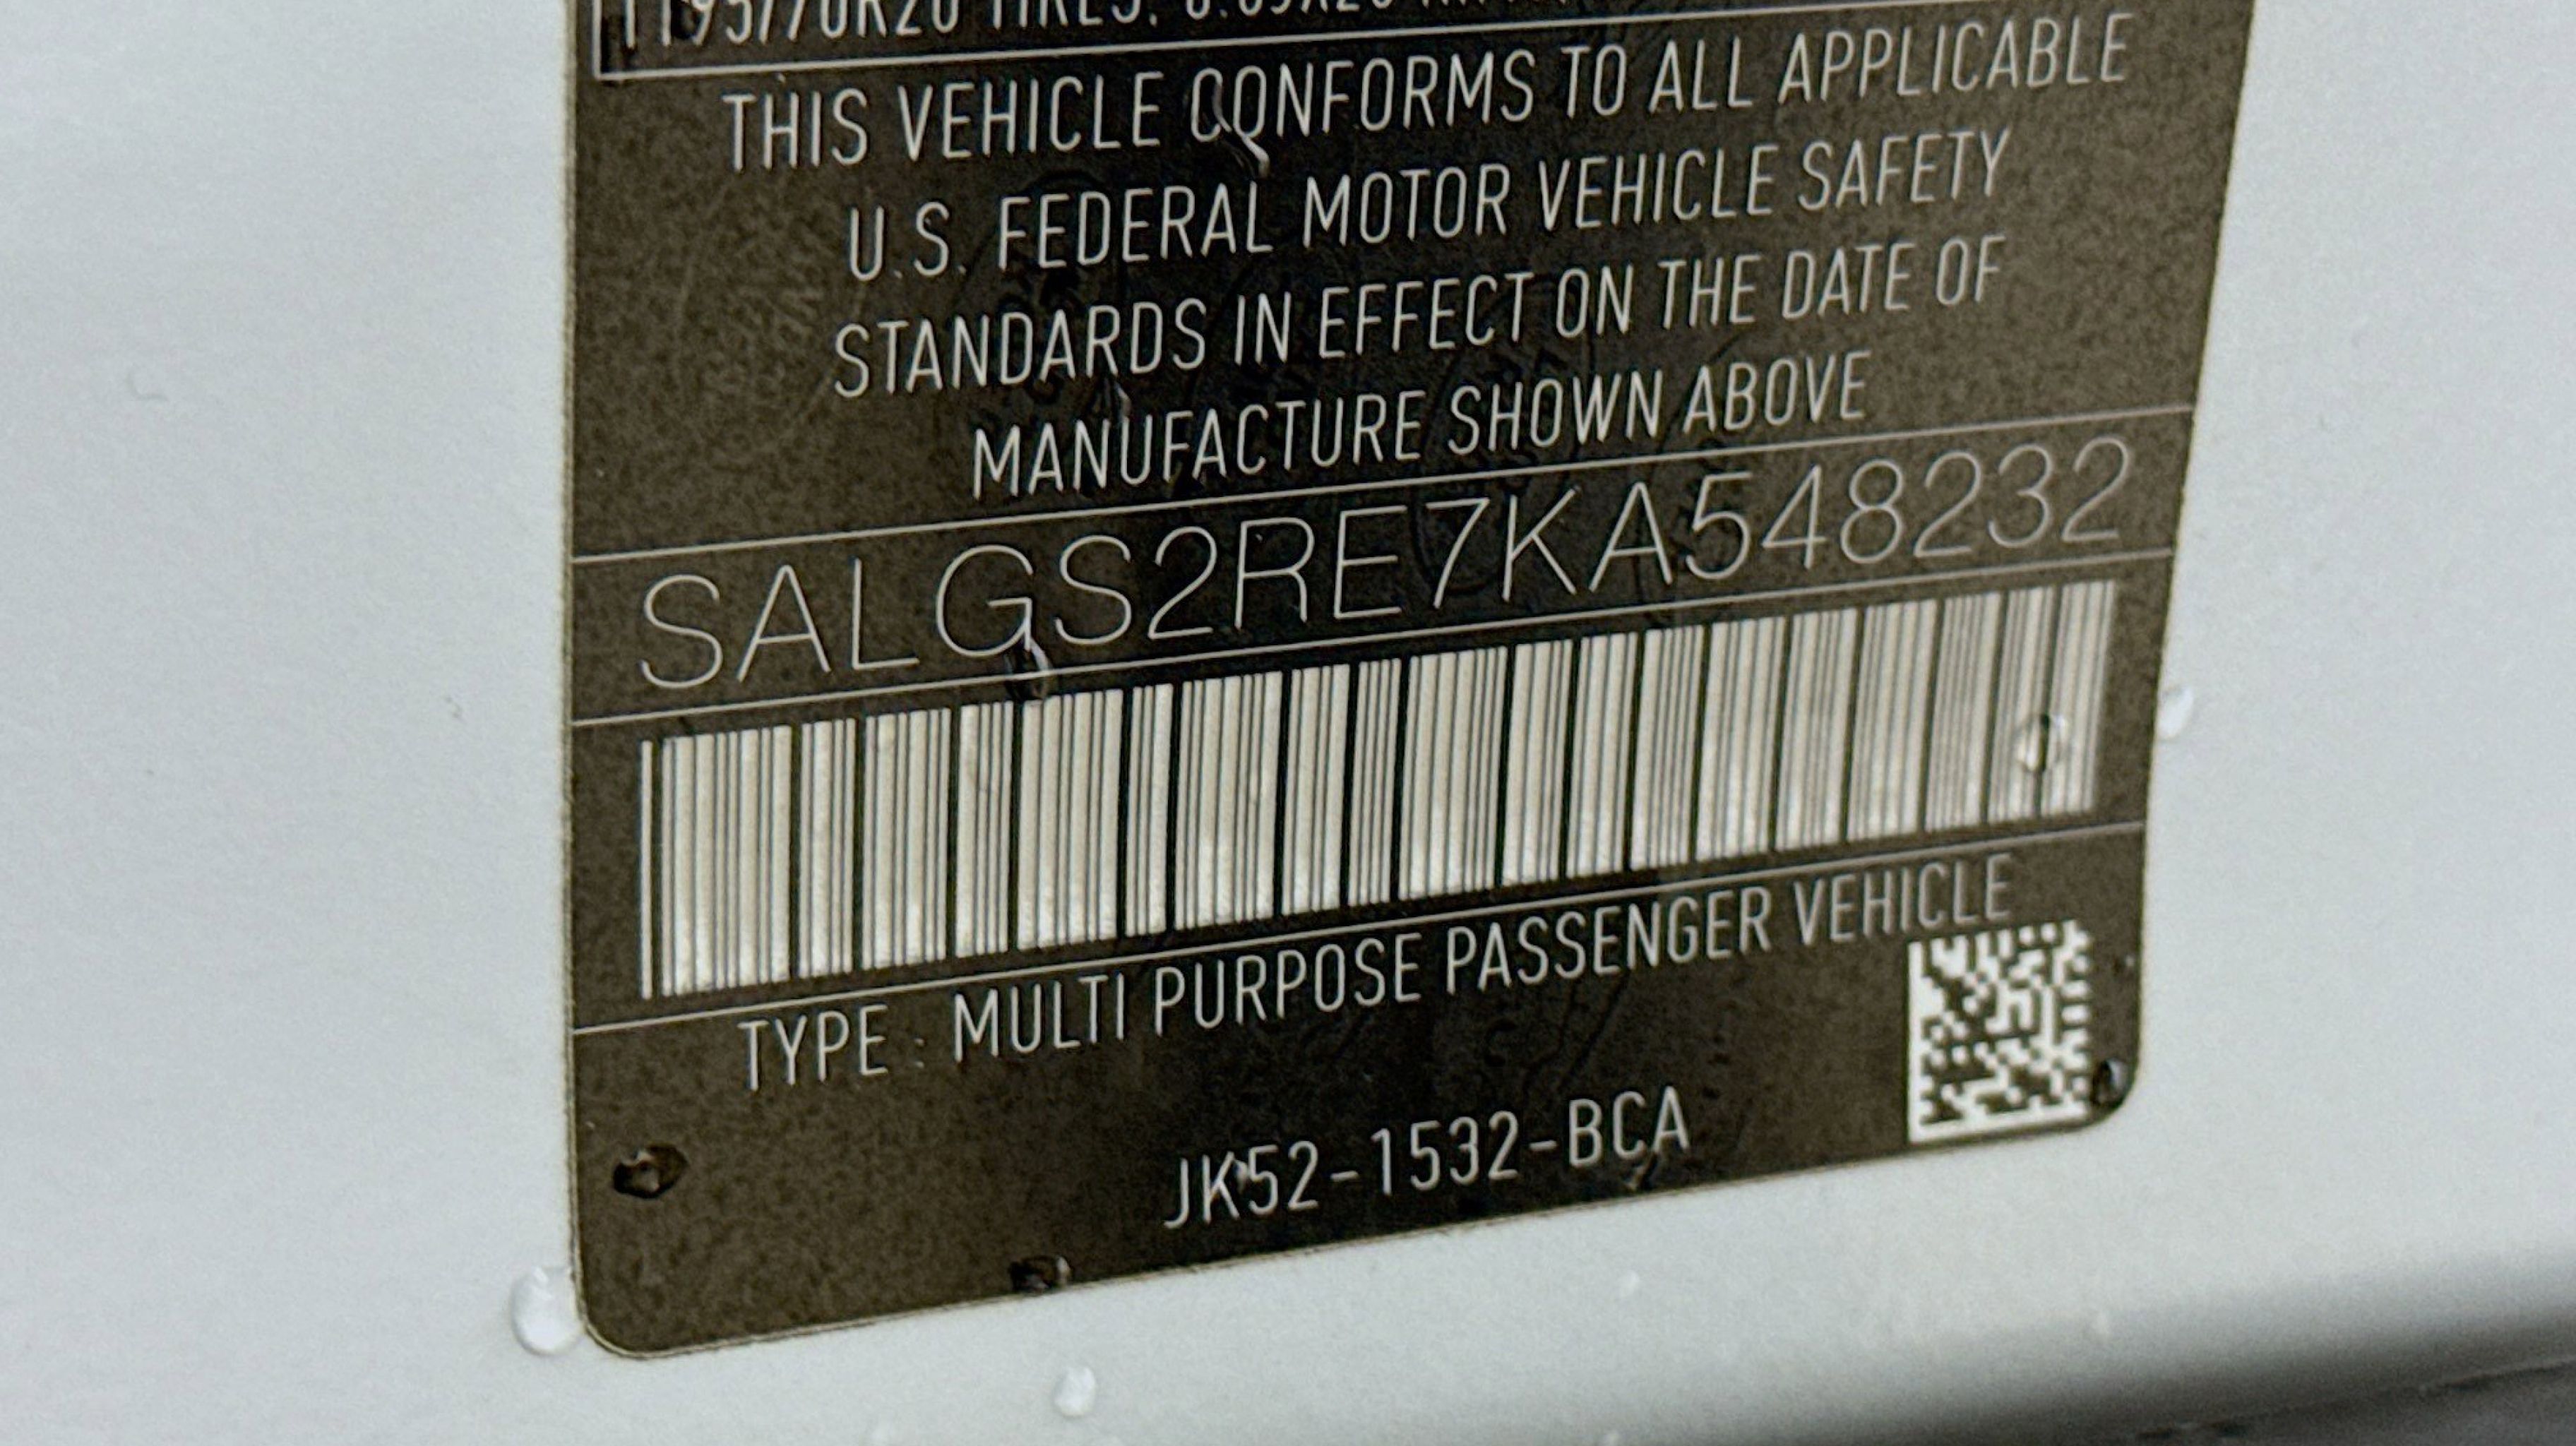 THIS VEHICLE CONFORMS TO ALL APPLICABLE
U.S. FEDERAL MOTOR VEHICLE SAFETY
STANDARDS IN EFFECT ON THE DATE OF
MANUFACTURE SHOWN ABOVE
SALGS2RE7KA548232
TYPE : MULTI PURPOSE PASSENGER VEHICLE
JK52-1532-BCA